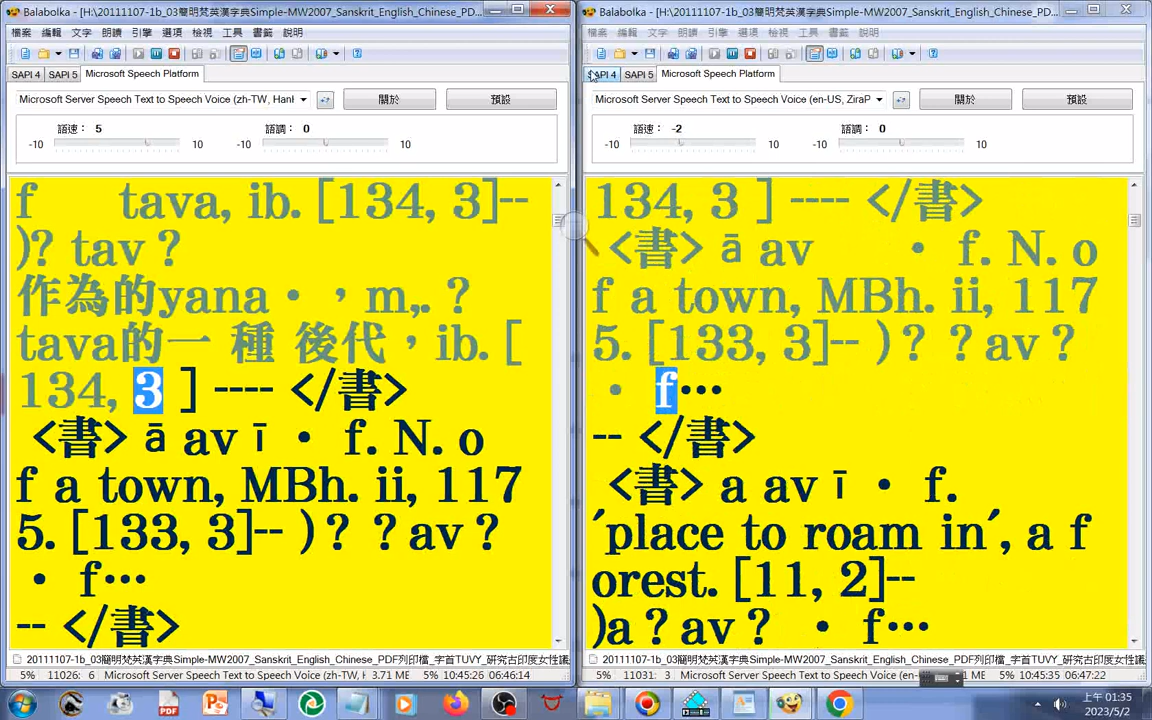 Balabolka - [H:\20111107-1b_03簡明梵英漢字典Simple-MW2007_Sanskrit_English_Chinese_PD...
檔案 編輯 文字 朗讀 引擎 選項 檢視 工具 書籤 說明
SAPI 4 SAPI 5 Microsoft Speech Platform
Microsoft Server Speech Text to Speech Voice (zh-TW, Hanl
關於 預設
語速： 5 語調： 0
-10 10 -10 10
f tava, ib. [134, 3]--
)? tav ?
作為的yana•，m,. ?
tava的一 種 後代，ib. [
134, 3 ] ---- </書>
<書> ā av ī • f. N. o
f a town, MBh. ii, 117
5. [133, 3]-- )? ?av ?
• f…
-- </書>
20111107-1b_03簡明梵英漢字典Simple-MW2007_Sanskrit_English_Chinese_PDF列印檔_字首TUVY_研究古印度女性議
5% 11026: 6 Microsoft Server Speech Text to Speech Voice (zh-TW, 3.71 MB 5% 10:45:26 06:46:14
Balabolka - [H:\20111107-1b_03簡明梵英漢字典Simple-MW2007_Sanskrit_English_Chinese_PDF...
檔案 編輯 文字 朗讀 引擎 選項 檢視 工具 書籤 說明
SAPI 4 SAPI 5 Microsoft Speech Platform
Microsoft Server Speech Text to Speech Voice (en-US, ZiraP
關於 預設
語速： -2 語調： 0
-10 10 -10 10
134, 3 ] ---- </書>
<書> ā av • f. N. o
f a town, MBh. ii, 117
5. [133, 3]-- )? ?av ?
• f…
-- </書>
<書> a av ī • f.
'place to roam in', a f
orest. [11, 2]--
)a ? av ? • f…
20111107-1b_03簡明梵英漢字典Simple-MW2007_Sanskrit_English_Chinese_PDF列印檔_字首TUVY_研究古印度女性議
5% 11031: 3 Microsoft Server Speech Text to Speech Voice (en-U 5% 10:45:35 06:47:22
上午 01:35
2023/5/2